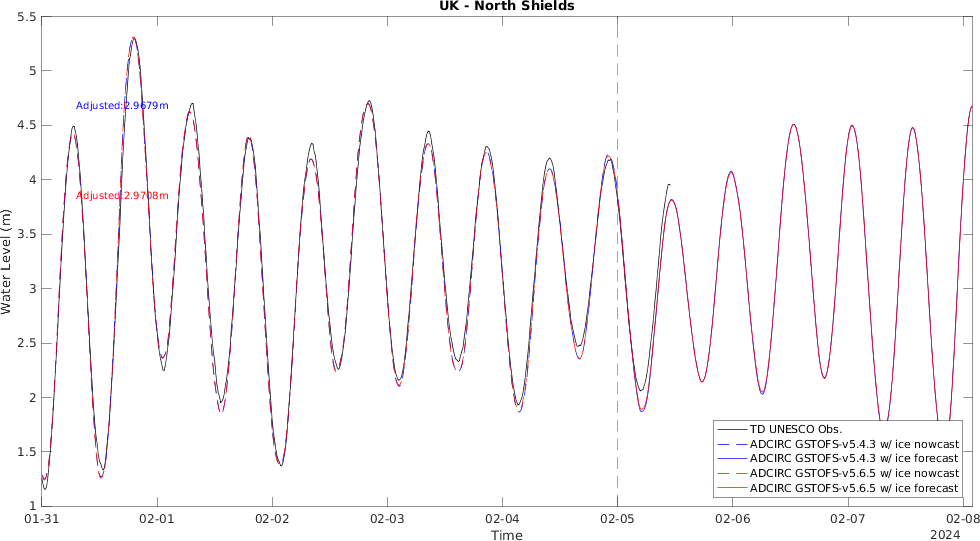 UK - North Shields
5.5
5
4.5
4
3.5
3
2.5
2
1.5
1
Water Level (m)
Adjusted:2.9679m
Adjusted:2.9708m
TD UNESCO Obs.
ADCIRC GSTOFS-v5.4.3 w/ ice nowcast
ADCIRC GSTOFS-v5.4.3 w/ ice forecast
ADCIRC GSTOFS-v5.6.5 w/ ice nowcast
ADCIRC GSTOFS-v5.6.5 w/ ice forecast
01-31 02-01 02-02 02-03 02-04 02-05 02-06 02-07 02-08
Time
2024